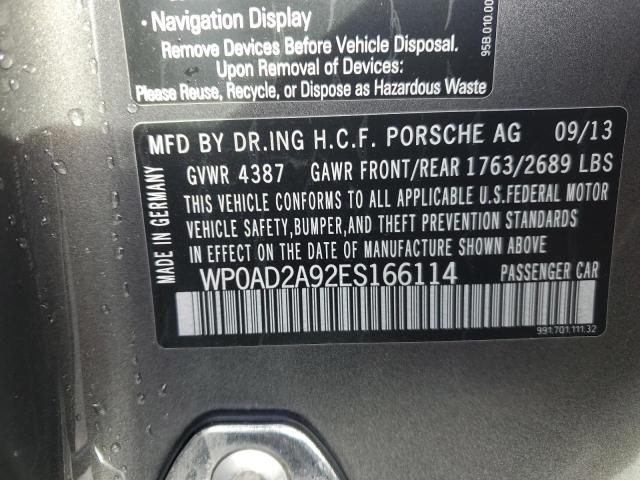 • Navigation Display
Remove Devices Before Vehicle Disposal.
Upon Removal of Devices:
Please Reuse, Recycle, or Dispose as Hazardous Waste
95B.010.00
MADE IN GERMANY
MFD BY DR.ING H.C.F. PORSCHE AG 09/13
GVWR 4387 GAWR FRONT/REAR 1763/2689 LBS
THIS VEHICLE CONFORMS TO ALL APPLICABLE U.S.FEDERAL MOTOR
VEHICLE SAFETY,BUMPER,AND THEFT PREVENTION STANDARDS
IN EFFECT ON THE DATE OF MANUFACTURE SHOWN ABOVE
WP0AD2A92ES166114 PASSENGER CAR
991.701.111.32